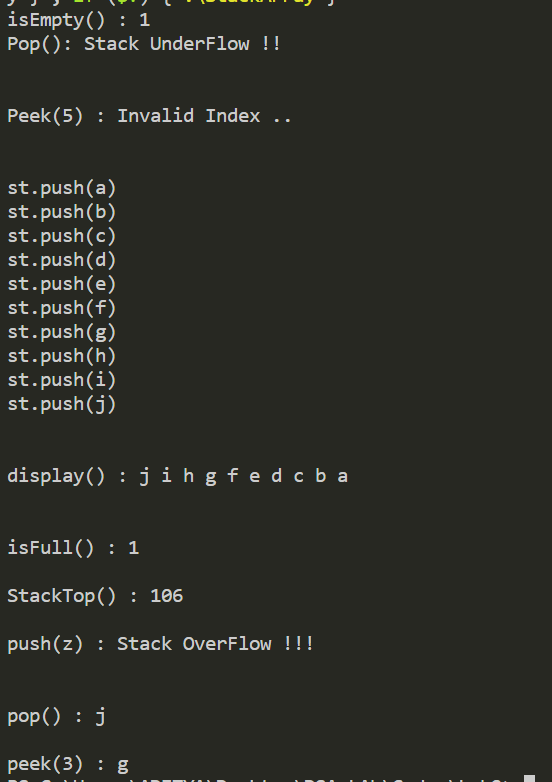 isEmpty() : 1
Pop(): Stack UnderFlow !!
Peek(5) : Invalid Index ..
st.push(a)
st.push(b)
st.push(c)
st.push(d)
st.push(e)
st.push(f)
st.push(g)
st.push(h)
st.push(i)
st.push(j)
display() : j i h g f e d c b a
isFull() : 1
StackTop() : 106
push(z) : Stack OverFlow !!!
pop() : j
peek(3) : g